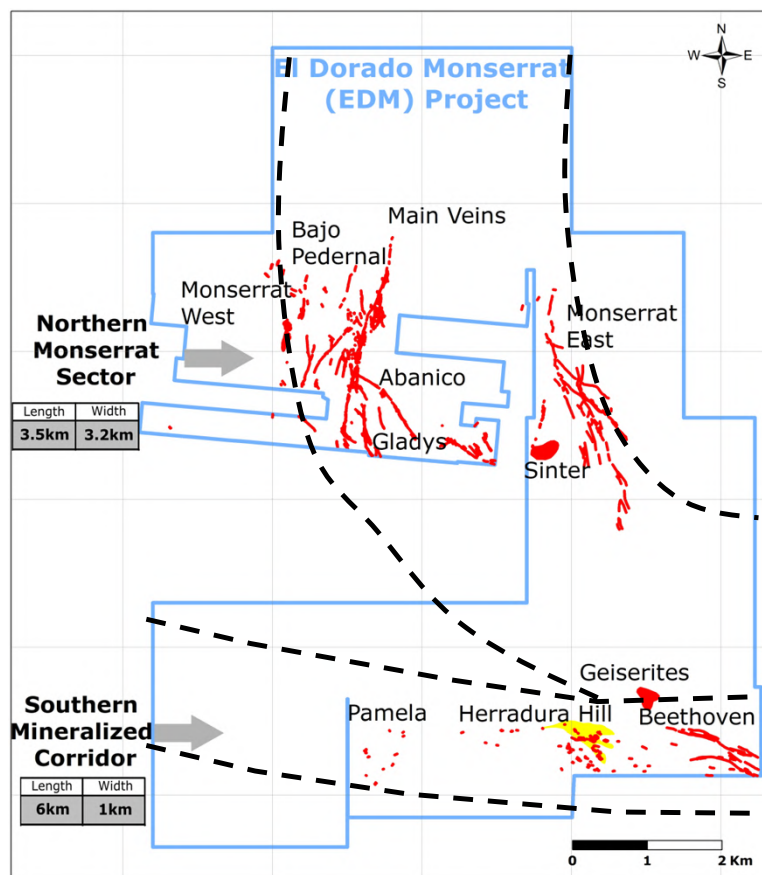 N
W E
S
El Dorado Monserrat
(EDM) Project
Main Veins
Bajo
Pedernal
Monserrat
West
Monserrat
East
Northern
Monserrat
Sector
Abanico
Length Width
3.5km 3.2km
Gladys
Sinter
Geiserites
Southern
Mineralized
Corridor
Pamela
Herradura Hill
Beethoven
Length Width
6km 1km
0 1 2 Km